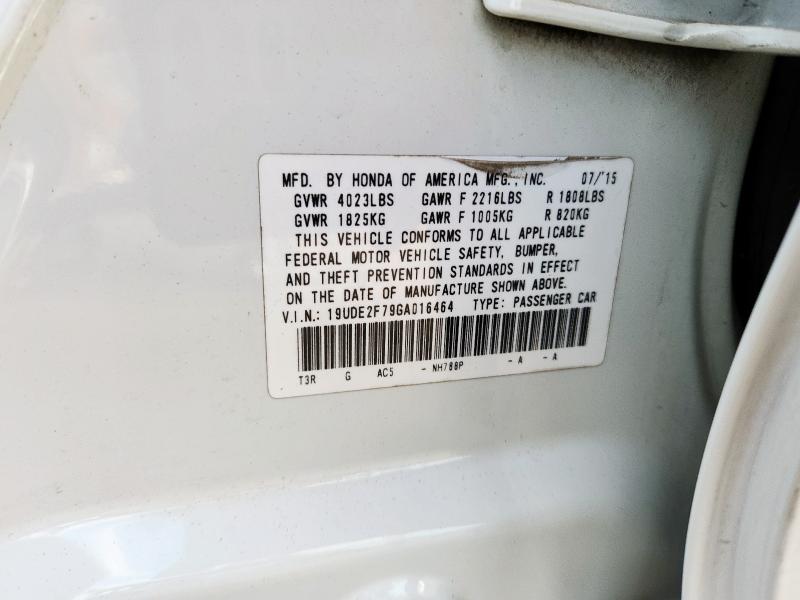 MFD. BY HONDA OF AMERICA MFG., INC. 07/'15
GVWR 4023LBS GAWR F 2216LBS R 1808LBS
GVWR 1825KG GAWR F 1005KG R 820KG
THIS VEHICLE CONFORMS TO ALL APPLICABLE
FEDERAL MOTOR VEHICLE SAFETY, BUMPER,
AND THEFT PREVENTION STANDARDS IN EFFECT
ON THE DATE OF MANUFACTURE SHOWN ABOVE.
V.I.N.: 19UDE2F79GA016464 TYPE: PASSENGER CAR
T3R G AC5 - NH788P - A - A